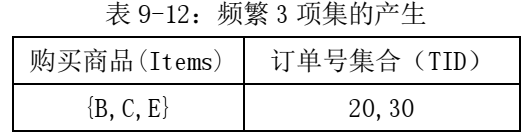 表 9-12：频繁 3 项集的产生
购买商品(Items) 订单号集合（TID）
{B,C,E} 20,30